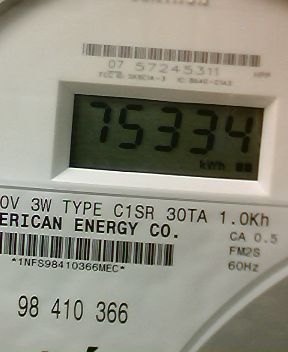 07 57245311
75334
kWh
0V 3W TYPE C1SR 30TA 1.0Kh
ERICAN ENERGY CO.
CA 0.5
FM2S
60Hz
*1NFS98410366MEC*
98 410 366